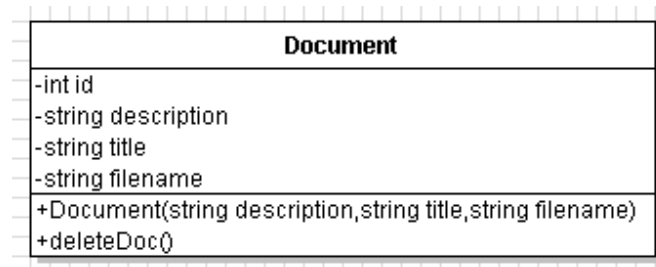 Document
-int id
-string description
-string title
-string filename
+Document(string description,string title,string filename)
+deleteDoc()